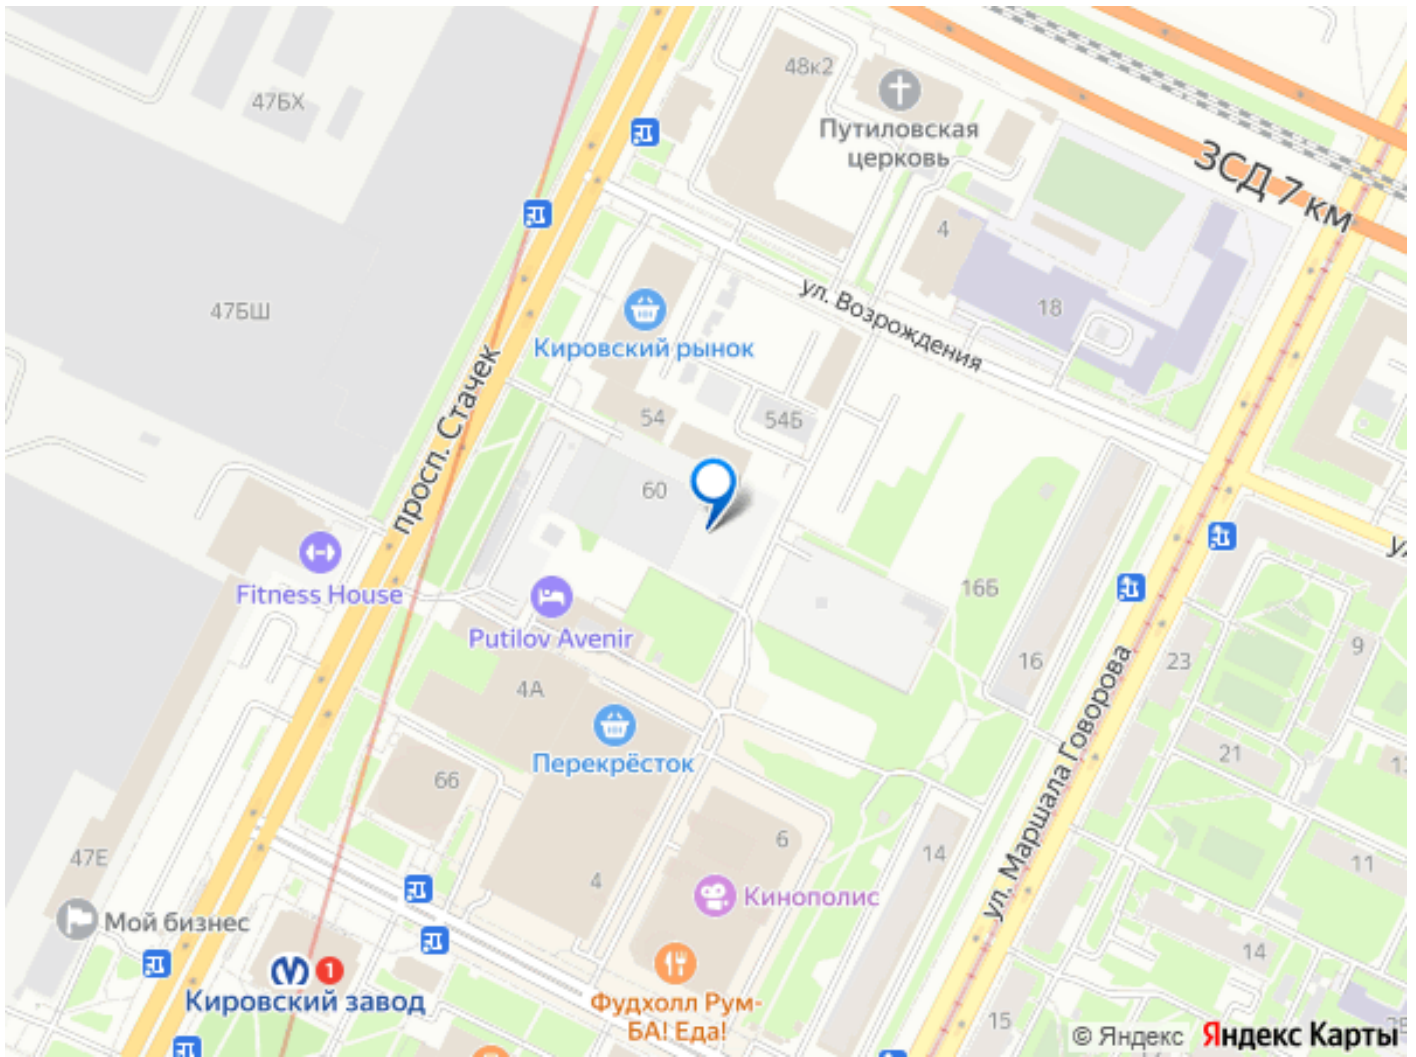 48к2
47БХ
Путиловская
церковь
ЗСД 7 км
4
47БШ
ул. Возрождения
18
Кировский рынок
просп. Стачек
54
54Б
60
Fitness House
Putilov Avenir
16Б
16
23
9
4А
ул. Маршала Говорова
21
Перекрёсток
66
6
14
47Е
11
4
Кинополис
Мой бизнес
14
1
Кировский завод
Фудхолл Рум-
БА! Еда!
15
© Яндекс
Яндекс Карты